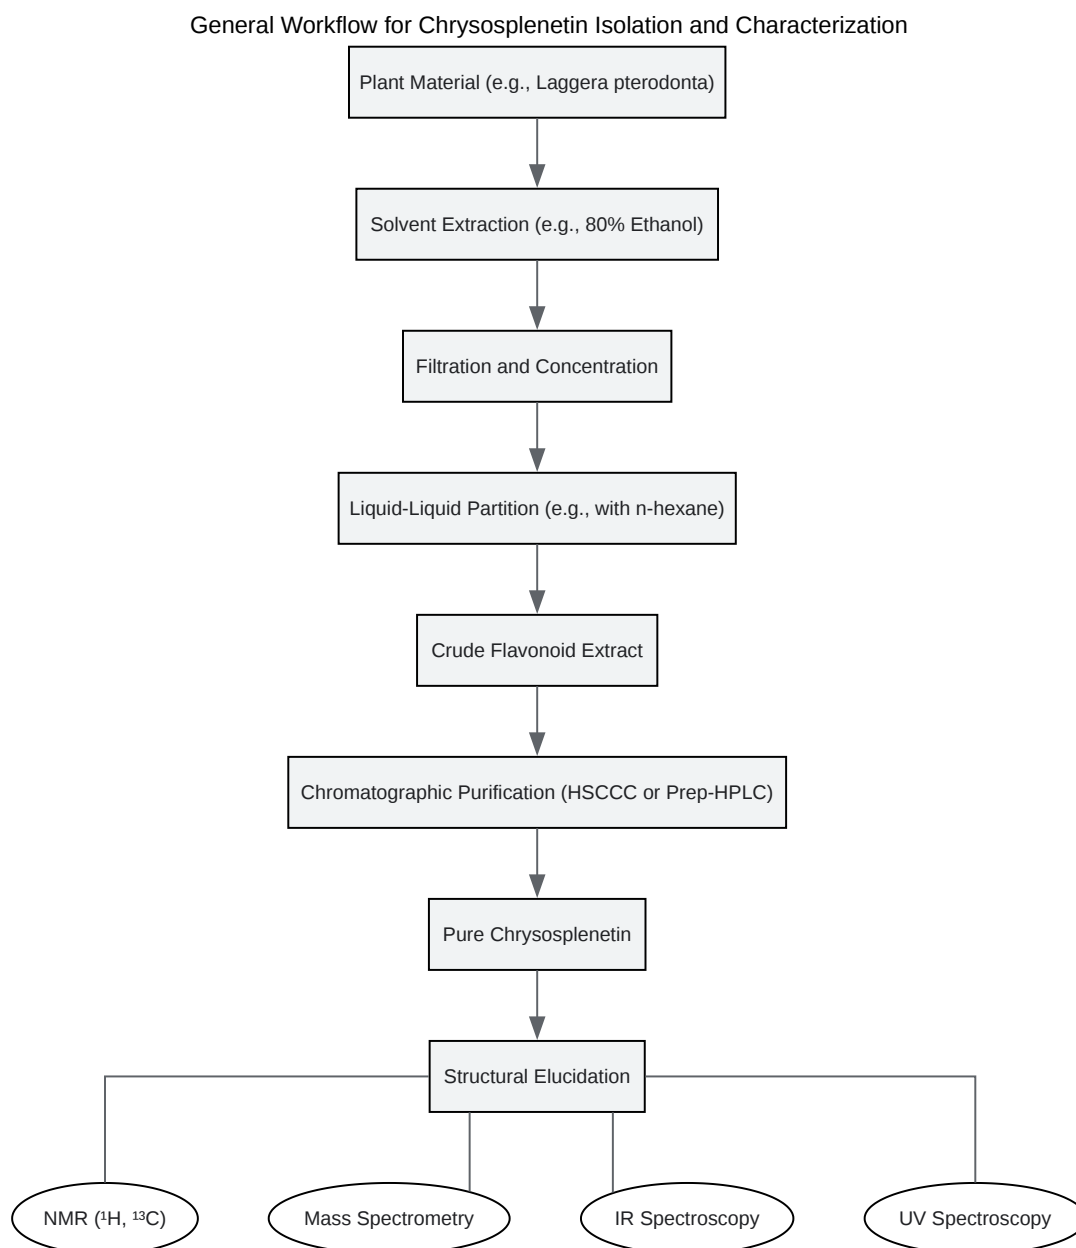 General Workflow for Chrysosplenetin Isolation and Characterization
Plant Material (e.g., Laggera pterodonta)
Solvent Extraction (e.g., 80% Ethanol)
Filtration and Concentration
Liquid-Liquid Partition (e.g., with n-hexane)
Crude Flavonoid Extract
Chromatographic Purification (HSCCC or Prep-HPLC)
Pure Chrysosplenetin
Structural Elucidation
NMR (¹H, ¹³C)
Mass Spectrometry
IR Spectroscopy
UV Spectroscopy